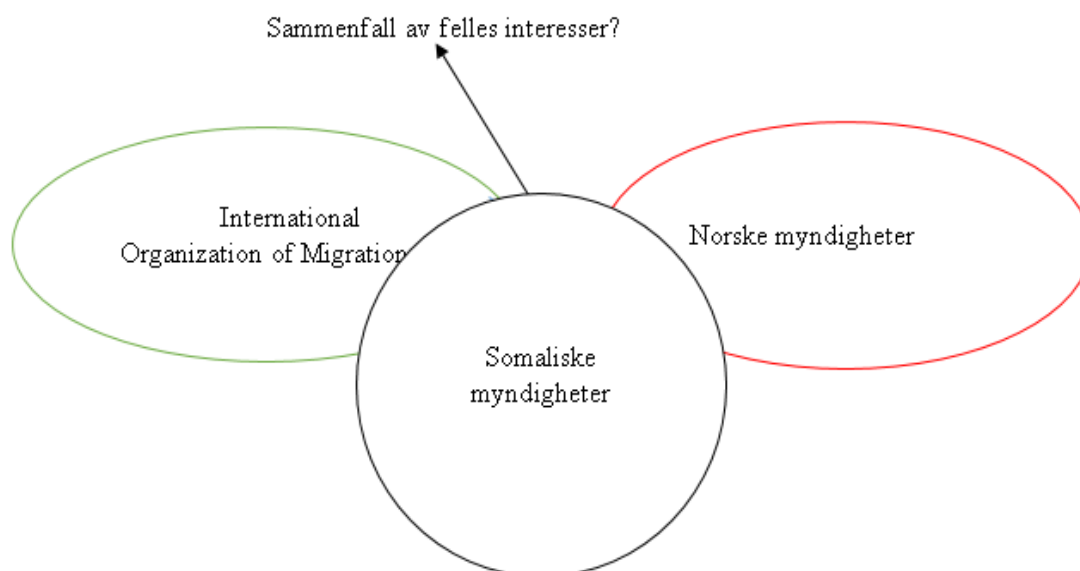 Sammenfall av felles interesser?
International
Organization of Migration
Norske myndigheter
Somaliske
myndigheter